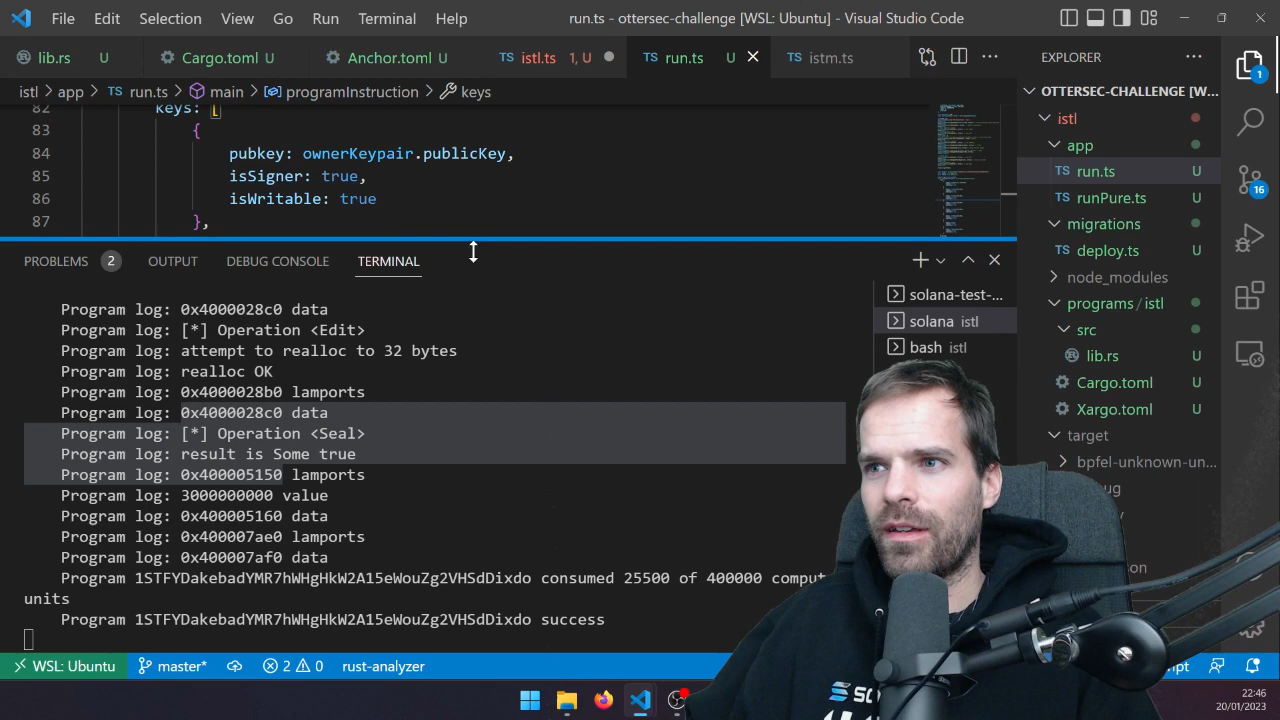 File Edit Selection View Go Run Terminal Help run.ts - ottersec-challenge [WSL: Ubuntu] - Visual Studio Code
lib.rs U Cargo.toml U Anchor.toml U TS istl.ts 1, U TS run.ts U TS istm.ts
istl > app > TS run.ts > main > programInstruction > keys
82 keys: [
83 {
84 pubkey: ownerKeypair.publicKey,
85 isSigner: true,
86 isWritable: true
87 },
PROBLEMS 2 OUTPUT DEBUG CONSOLE TERMINAL
Program log: 0x4000028c0 data
Program log: [*] Operation <Edit>
Program log: attempt to realloc to 32 bytes
Program log: realloc OK
Program log: 0x4000028b0 lamports
Program log: 0x4000028c0 data
Program log: [*] Operation <Seal>
Program log: result is Some true
Program log: 0x400005150 lamports
Program log: 3000000000 value
Program log: 0x400005160 data
Program log: 0x400007ae0 lamports
Program log: 0x400007af0 data
Program 1STFYDakebadYMR7hWHgHkW2A15eWouZg2VHSdDixdo consumed 25500 of 400000 comput
units
Program 1STFYDakebadYMR7hWHgHkW2A15eWouZg2VHSdDixdo success
solana-test-...
solana istl
bash istl
EXPLORER
1
OTTERSEC-CHALLENGE [W...
istl
app
TS run.ts U
16
TS runPure.ts U
migrations
TS deploy.ts U
node_modules
programs / istl
src
lib.rs U
Cargo.toml U
Xargo.toml U
target
bpfel-unknown-un...
WSL: Ubuntu master* 2 0 rust-analyzer
22:46
20/01/2023